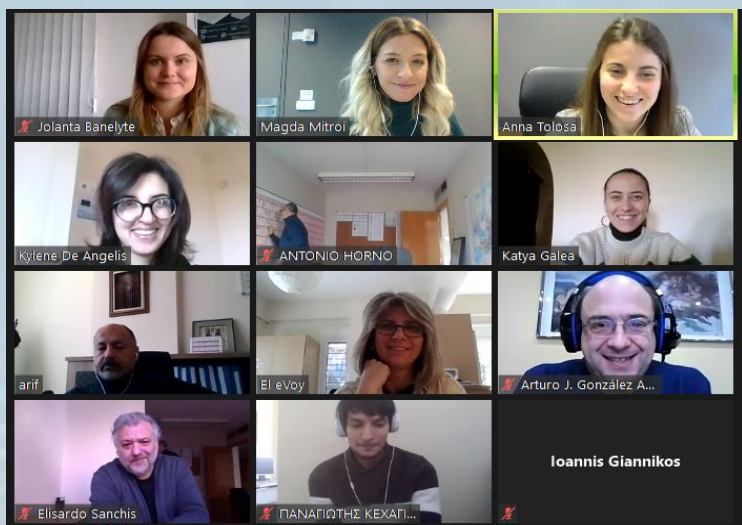 Jolanta Banelyte
Magda Mitroi
Anna Tolosa
Kylene De Angelis
ANTONIO HORNO
Katya Galea
arif
El eVoy
Arturo J. González A...
Elisardo Sanchis
ΠΑΝΑΓΙΩΤΗΣ ΚΕΧΑΓΙ...
Ioannis Giannikos